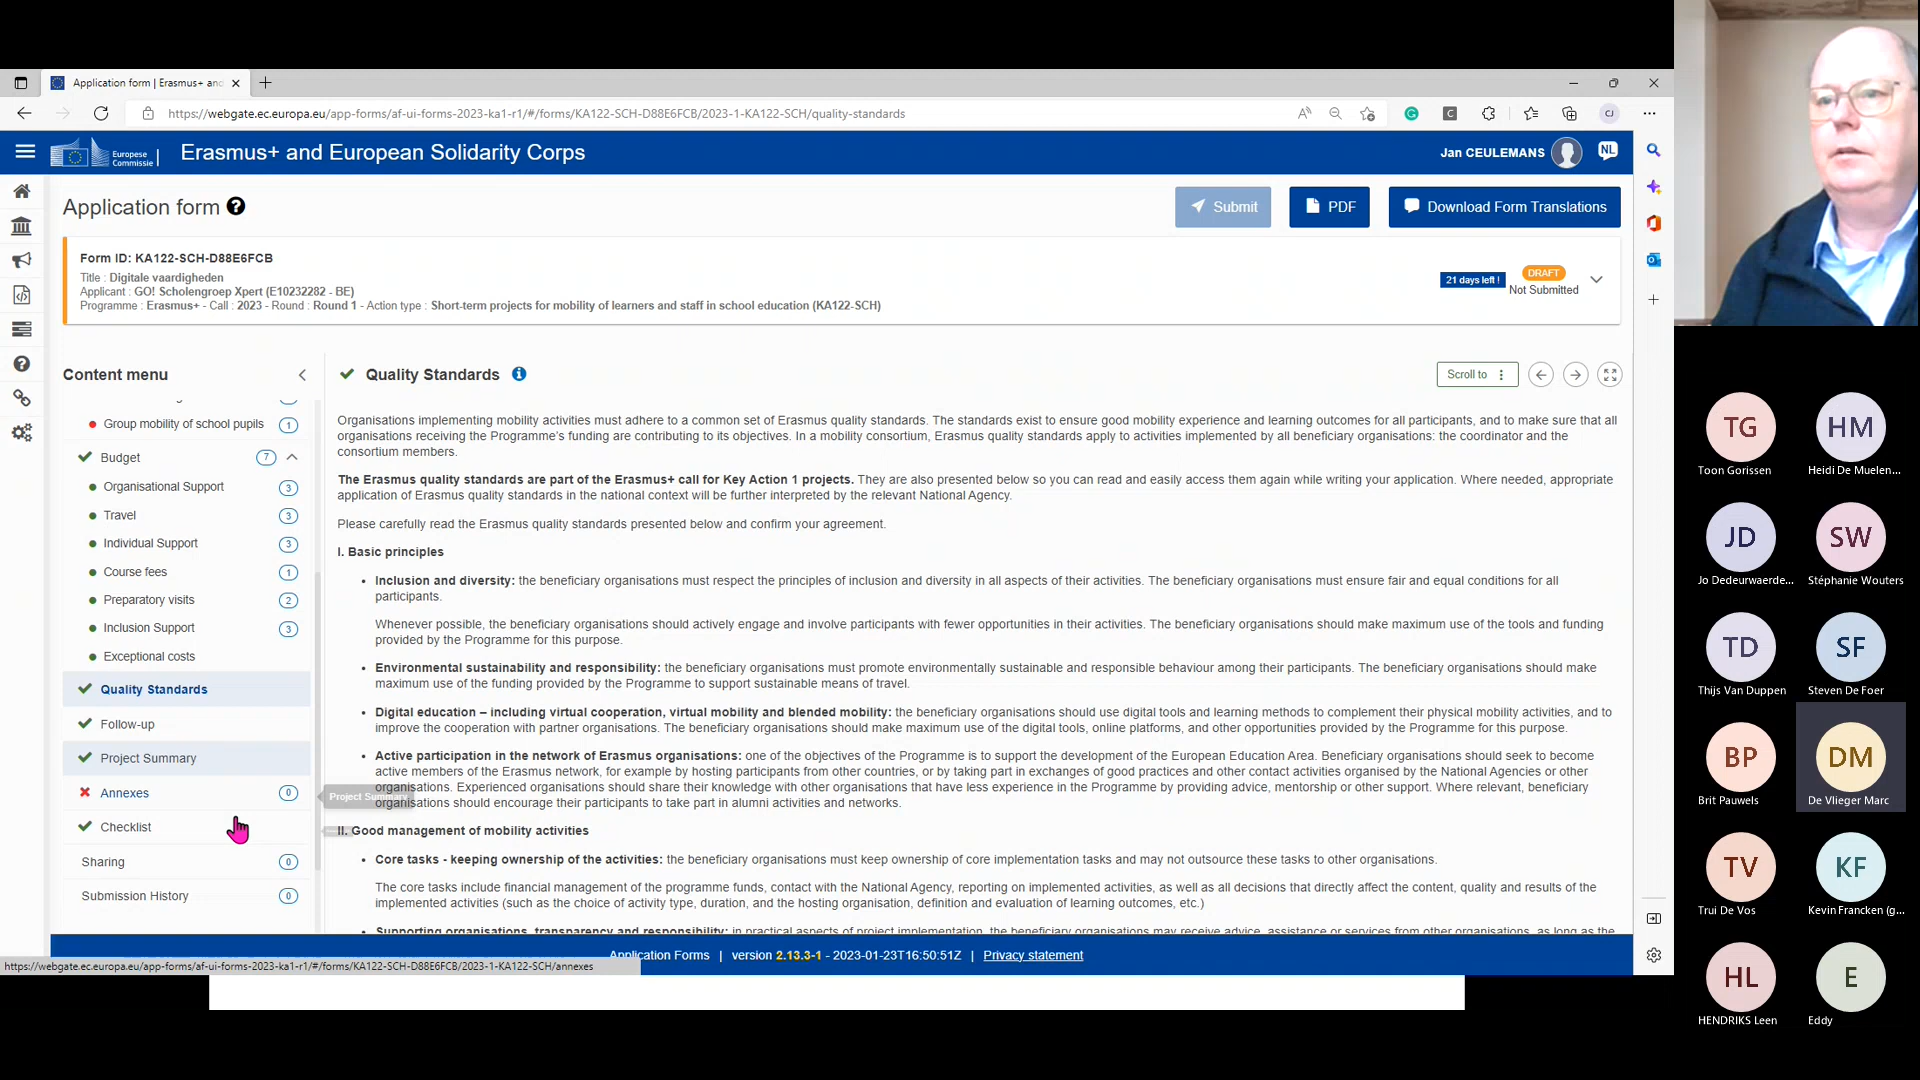 Application form | Erasmus+ and
https://webgate.ec.europa.eu/app-forms/af-ui-forms-2023-ka1-r1/#/forms/KA122-SCH-D88E6FCB/2023-1-KA122-SCH/quality-standards
Europese
Commissie
Erasmus+ and European Solidarity Corps
Jan CEULEMANS
NL
Application form
Submit
PDF
Download Form Translations
Form ID: KA122-SCH-D88E6FCB
Title : Digitale vaardigheden
Applicant : GO! Scholengroep Xpert (E10232282 - BE)
Programme : Erasmus+ - Call : 2023 - Round : Round 1 - Action type : Short-term projects for mobility of learners and staff in school education (KA122-SCH)
21 days left !
DRAFT
Not Submitted
Content menu
Group mobility of school pupils 1
Budget 7
Organisational Support 3
Travel 3
Individual Support 3
Course fees 1
Preparatory visits 2
Inclusion Support 3
Exceptional costs
Quality Standards
Follow-up
Project Summary
Annexes 0
Checklist
Sharing 0
Submission History 0
Project Summary
Quality Standards
Scroll to
Organisations implementing mobility activities must adhere to a common set of Erasmus quality standards. The standards exist to ensure good mobility experience and learning outcomes for all participants, and to make sure that all
organisations receiving the Programme's funding are contributing to its objectives. In a mobility consortium, Erasmus quality standards apply to activities implemented by all beneficiary organisations: the coordinator and the
consortium members.
The Erasmus quality standards are part of the Erasmus+ call for Key Action 1 projects. They are also presented below so you can read and easily access them again while writing your application. Where needed, appropriate
application of Erasmus quality standards in the national context will be further interpreted by the relevant National Agency.
Please carefully read the Erasmus quality standards presented below and confirm your agreement.
I. Basic principles
• Inclusion and diversity: the beneficiary organisations must respect the principles of inclusion and diversity in all aspects of their activities. The beneficiary organisations must ensure fair and equal conditions for all
participants.
Whenever possible, the beneficiary organisations should actively engage and involve participants with fewer opportunities in their activities. The beneficiary organisations should make maximum use of the tools and funding
provided by the Programme for this purpose.
• Environmental sustainability and responsibility: the beneficiary organisations must promote environmentally sustainable and responsible behaviour among their participants. The beneficiary organisations should make
maximum use of the funding provided by the Programme to support sustainable means of travel.
• Digital education – including virtual cooperation, virtual mobility and blended mobility: the beneficiary organisations should use digital tools and learning methods to complement their physical mobility activities, and to
improve the cooperation with partner organisations. The beneficiary organisations should make maximum use of the digital tools, online platforms, and other opportunities provided by the Programme for this purpose.
• Active participation in the network of Erasmus organisations: one of the objectives of the Programme is to support the development of the European Education Area. Beneficiary organisations should seek to become
active members of the Erasmus network, for example by hosting participants from other countries, or by taking part in exchanges of good practices and other contact activities organised by the National Agencies or other
organisations. Experienced organisations should share their knowledge with other organisations that have less experience in the Programme by providing advice, mentorship or other support. Where relevant, beneficiary
organisations should encourage their participants to take part in alumni activities and networks.
II. Good management of mobility activities
• Core tasks - keeping ownership of the activities: the beneficiary organisations must keep ownership of core implementation tasks and may not outsource these tasks to other organisations.
The core tasks include financial management of the programme funds, contact with the National Agency, reporting on implemented activities, as well as all decisions that directly affect the content, quality and results of the
implemented activities (such as the choice of activity type, duration, and the hosting organisation, definition and evaluation of learning outcomes, etc.)
Supporting organisations, transparency and responsibility: in practical aspects of project implementation, the beneficiary organisations may receive advice, assistance or services from other organisations, as long as the
Application Forms | version 2.13.3-1 - 2023-01-23T16:50:51Z | Privacy statement
https://webgate.ec.europa.eu/app-forms/af-ui-forms-2023-ka1-r1/#/forms/KA122-SCH-D88E6FCB/2023-1-KA122-SCH/annexes
TG
Toon Gorissen
HM
Heidi De Muelen...
JD
Jo Dedeurwaerde...
SW
Stéphanie Wouters
TD
Thijs Van Duppen
SF
Steven De Foer
BP
Brit Pauwels
DM
De Vlieger Marc
TV
Trui De Vos
KF
Kevin Francken (g...
HL
HENDRIKS Leen
E
Eddy